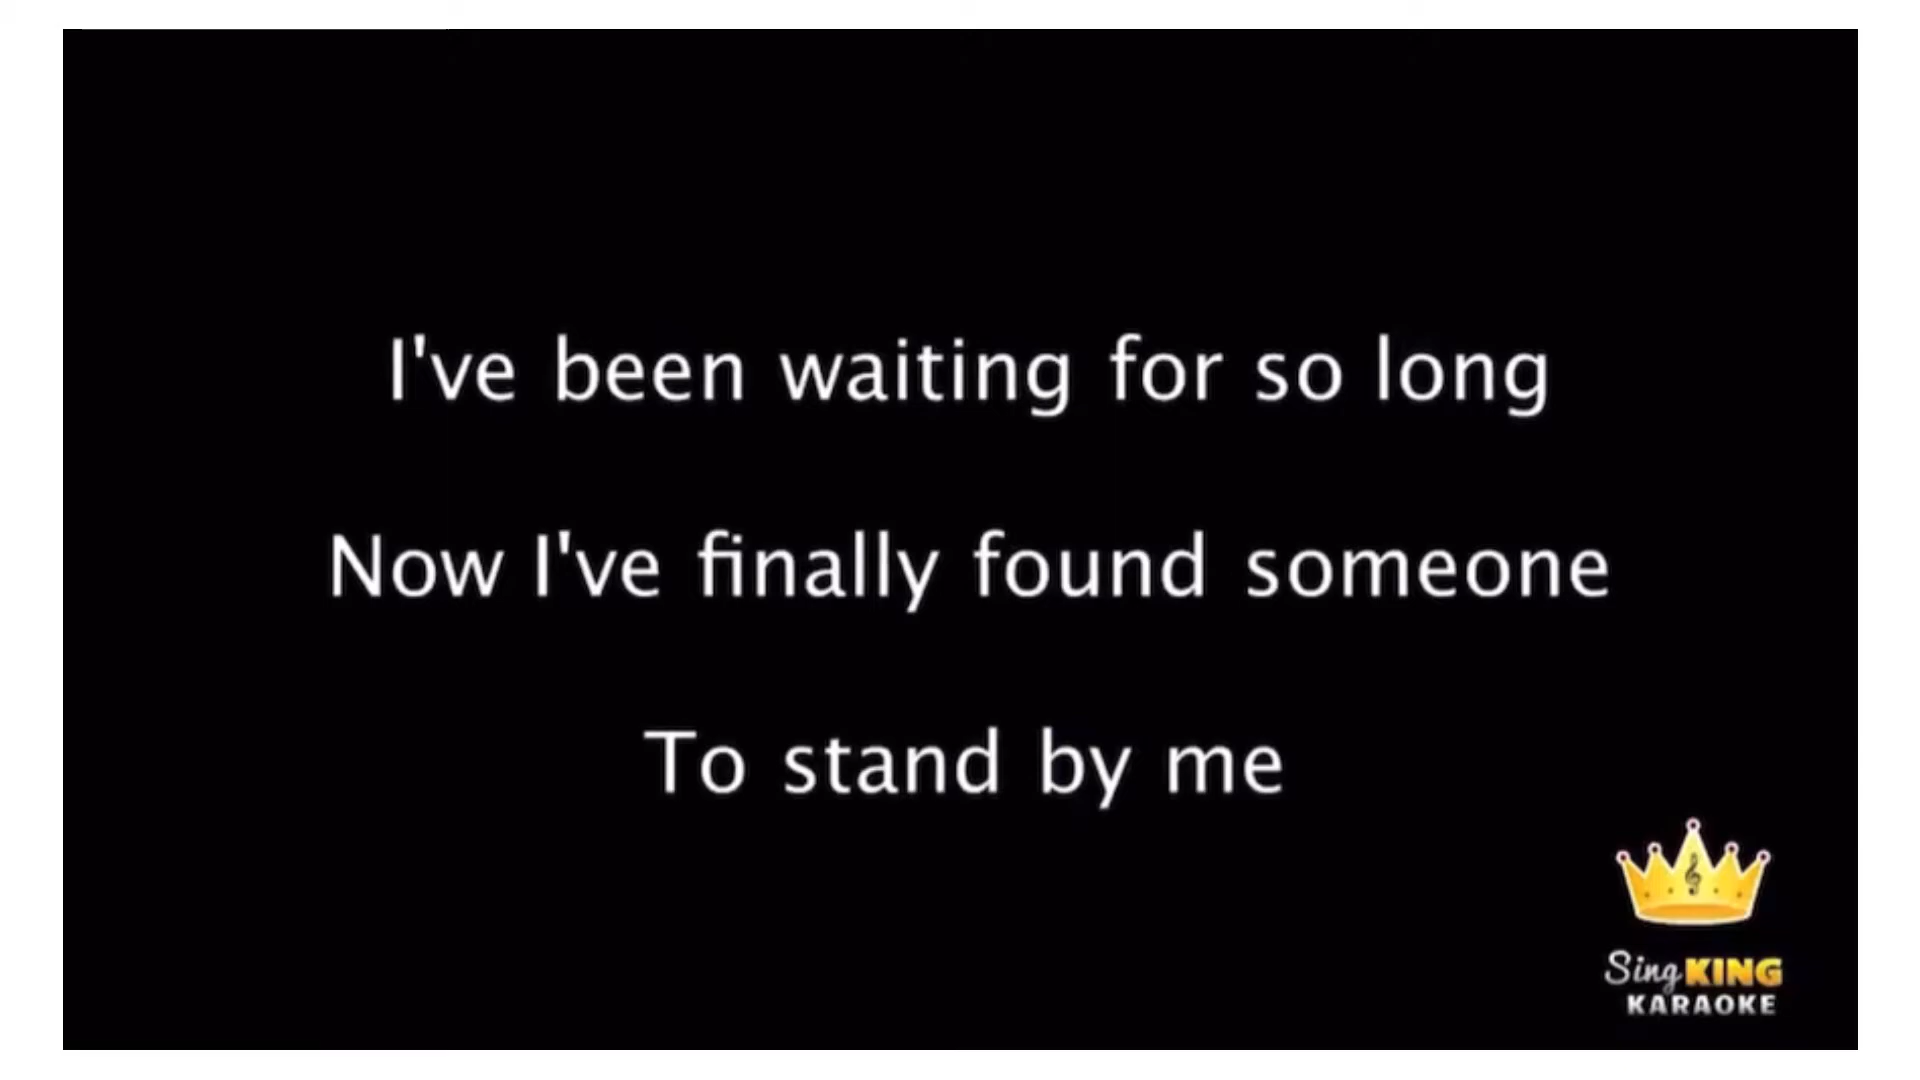 I've been waiting for so long
Now I've finally found someone
To stand by me
Sing KING
KARAOKE